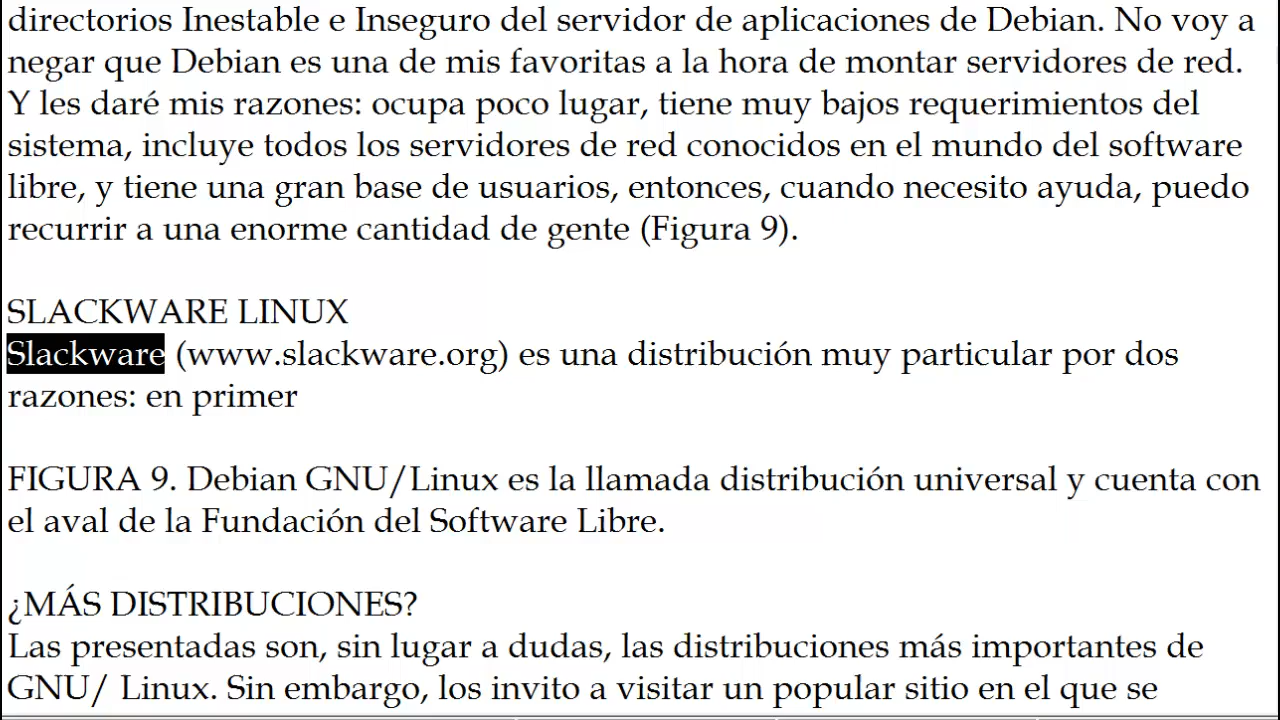 directorios Inestable e Inseguro del servidor de aplicaciones de Debian. No voy a
negar que Debian es una de mis favoritas a la hora de montar servidores de red.
Y les daré mis razones: ocupa poco lugar, tiene muy bajos requerimientos del
sistema, incluye todos los servidores de red conocidos en el mundo del software
libre, y tiene una gran base de usuarios, entonces, cuando necesito ayuda, puedo
recurrir a una enorme cantidad de gente (Figura 9).
SLACKWARE LINUX
Slackware (www.slackware.org) es una distribución muy particular por dos
razones: en primer
FIGURA 9. Debian GNU/Linux es la llamada distribución universal y cuenta con
el aval de la Fundación del Software Libre.
¿MÁS DISTRIBUCIONES?
Las presentadas son, sin lugar a dudas, las distribuciones más importantes de
GNU/ Linux. Sin embargo, los invito a visitar un popular sitio en el que se